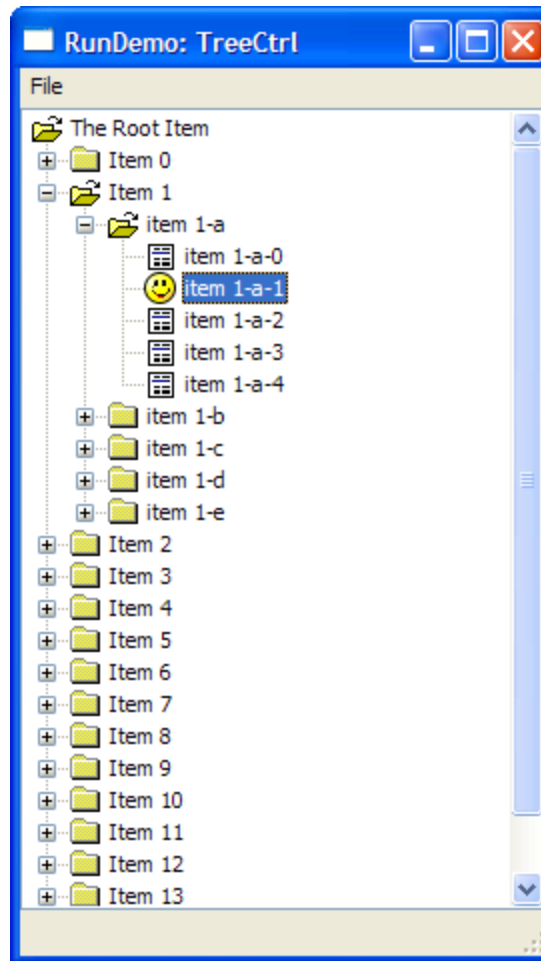 RunDemo: TreeCtrl
File
The Root Item
Item 0
Item 1
item 1-a
item 1-a-0
item 1-a-1
item 1-a-2
item 1-a-3
item 1-a-4
item 1-b
item 1-c
item 1-d
item 1-e
Item 2
Item 3
Item 4
Item 5
Item 6
Item 7
Item 8
Item 9
Item 10
Item 11
Item 12
Item 13